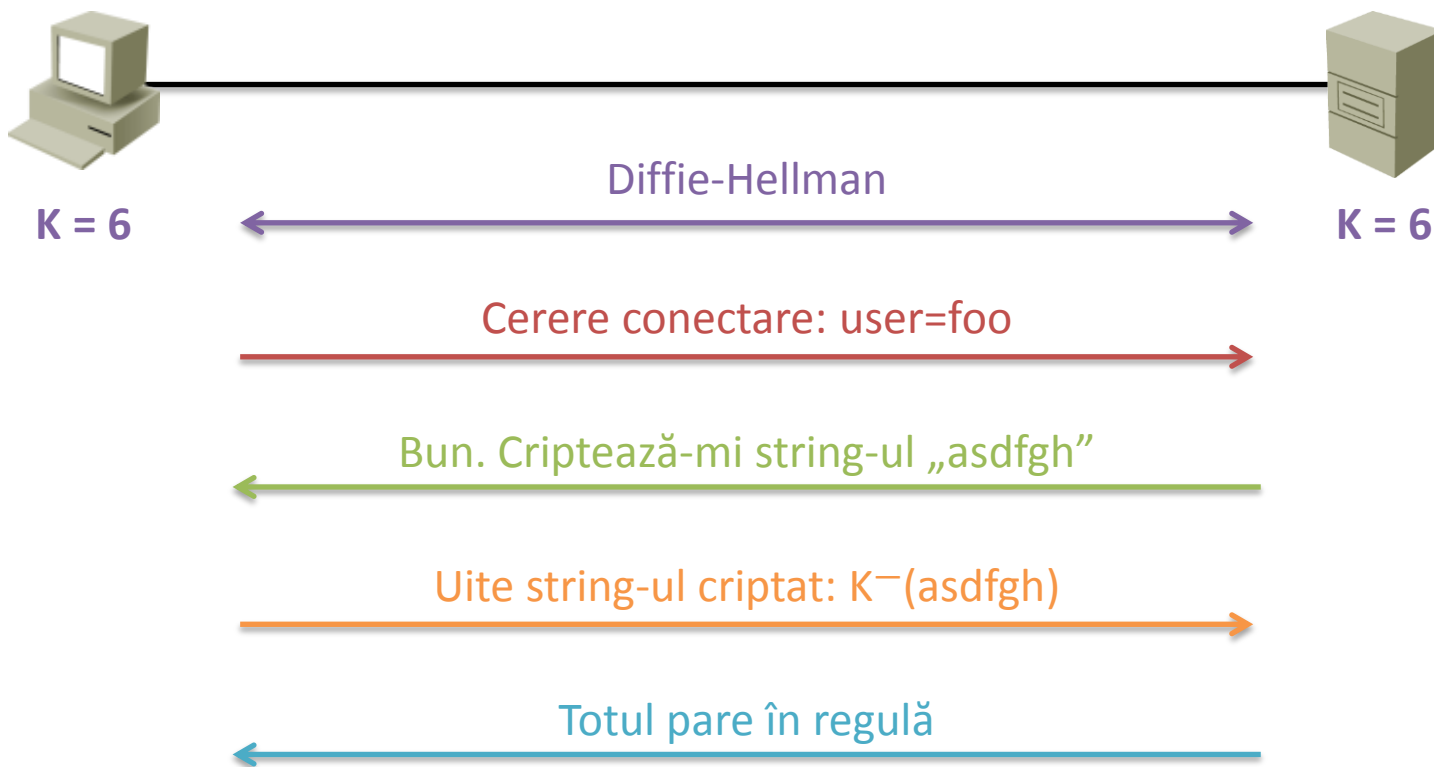 Diffie-Hellman
K = 6
K = 6
Cerere conectare: user=foo
Bun. Criptează-mi string-ul „asdfgh”
Uite string-ul criptat: K⁻(asdfgh)
Totul pare în regulă